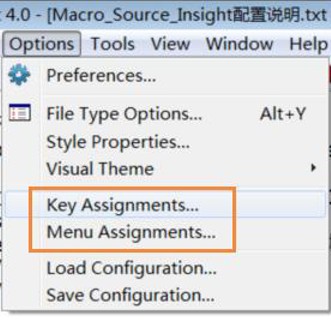 4.0 - [Macro_Source_Insight配置说明.txt
Options Tools View Window Help
Preferences...
File Type Options... Alt+Y
Style Properties...
Visual Theme
Key Assignments...
Menu Assignments...
Load Configuration...
Save Configuration...